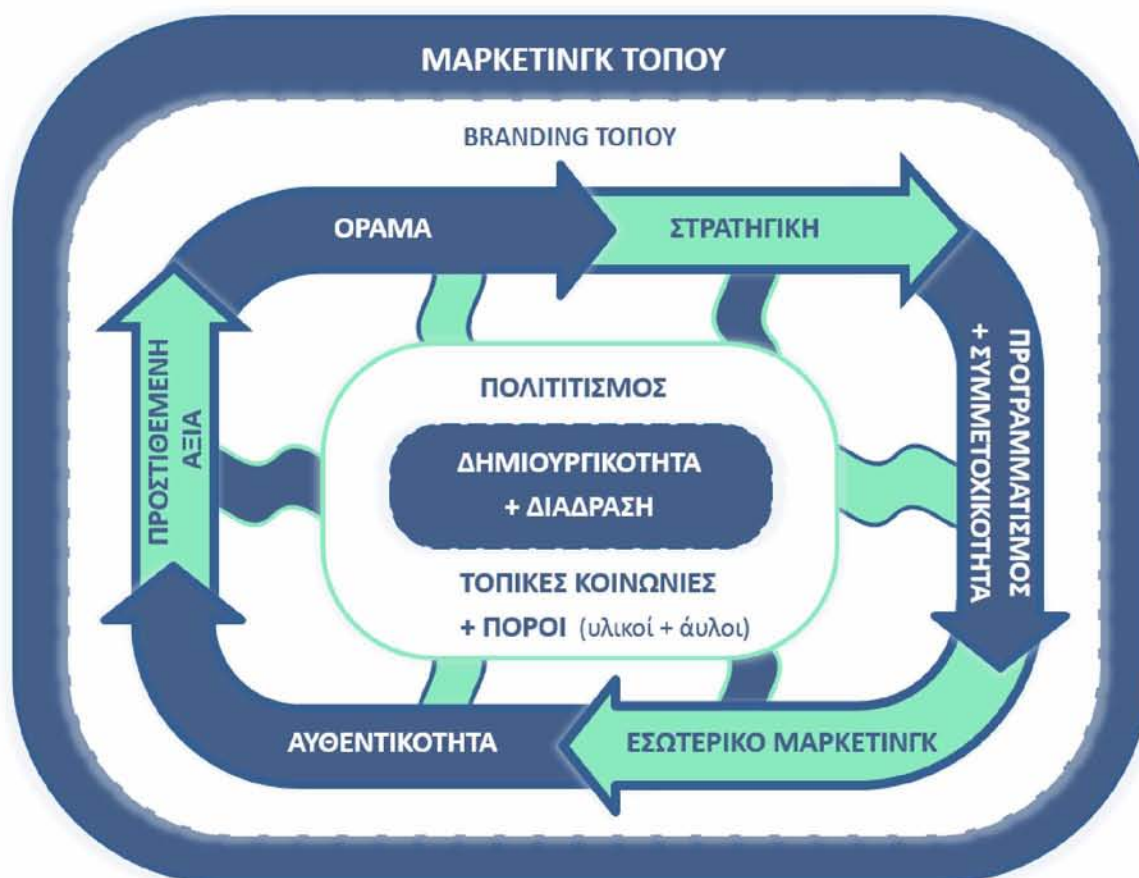 ΜΑΡΚΕΤΙΝΓΚ ΤΟΠΟΥ
BRANDING ΤΟΠΟΥ
ΟΡΑΜΑ
ΣΤΡΑΤΗΓΙΚΗ
ΠΡΟΓΡΑΜΜΑΤΙΣΜΟΣ
+ ΣΥΜΜΕΤΟΧΙΚΟΤΗΤΑ
ΕΣΩΤΕΡΙΚΟ ΜΑΡΚΕΤΙΝΓΚ
ΑΥΘΕΝΤΙΚΟΤΗΤΑ
ΠΡΟΣΤΙΘΕΜΕΝΗ
ΑΞΙΑ
ΠΟΛΙΤΙΤΙΣΜΟΣ
ΔΗΜΙΟΥΡΓΙΚΟΤΗΤΑ
+ ΔΙΑΔΡΑΣΗ
ΤΟΠΙΚΕΣ ΚΟΙΝΩΝΙΕΣ
+ ΠΟΡΟΙ (υλικοί + άυλοι)